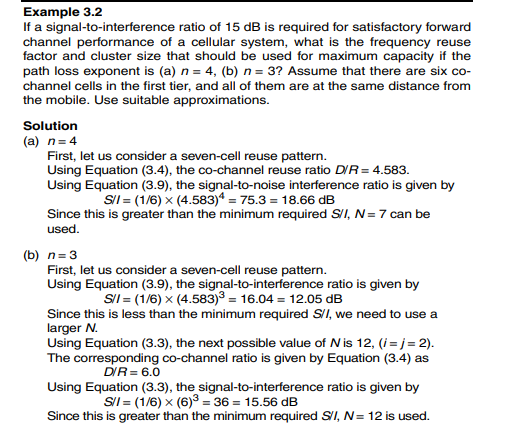 Example 3.2
If a signal-to-interference ratio of 15 dB is required for satisfactory forward
channel performance of a cellular system, what is the frequency reuse
factor and cluster size that should be used for maximum capacity if the
path loss exponent is (a) n = 4, (b) n = 3? Assume that there are six co-
channel cells in the first tier, and all of them are at the same distance from
the mobile. Use suitable approximations.
Solution
(a) n = 4
First, let us consider a seven-cell reuse pattern.
Using Equation (3.4), the co-channel reuse ratio D/R = 4.583.
Using Equation (3.9), the signal-to-noise interference ratio is given by
S/I = (1/6) × (4.583)⁴ = 75.3 = 18.66 dB
Since this is greater than the minimum required S/I, N = 7 can be
used.
(b) n = 3
First, let us consider a seven-cell reuse pattern.
Using Equation (3.9), the signal-to-interference ratio is given by
S/I = (1/6) × (4.583)³ = 16.04 = 12.05 dB
Since this is less than the minimum required S/I, we need to use a
larger N.
Using Equation (3.3), the next possible value of N is 12, (i = j = 2).
The corresponding co-channel ratio is given by Equation (3.4) as
D/R = 6.0
Using Equation (3.3), the signal-to-interference ratio is given by
S/I = (1/6) × (6)³ = 36 = 15.56 dB
Since this is greater than the minimum required S/I, N = 12 is used.